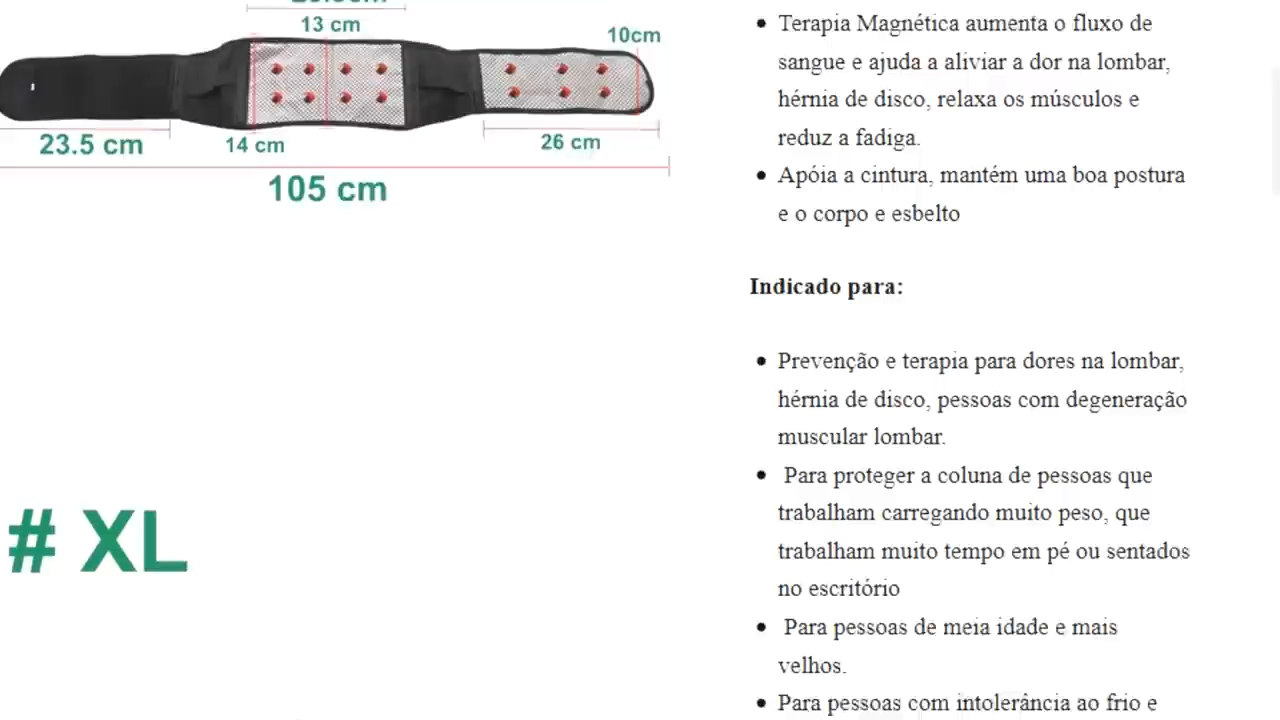 13 cm
10cm
23.5 cm
14 cm
26 cm
105 cm
# XL
Terapia Magnética aumenta o fluxo de
sangue e ajuda a aliviar a dor na lombar,
hérnia de disco, relaxa os músculos e
reduz a fadiga.
Apóia a cintura, mantém uma boa postura
e o corpo e esbelto
Indicado para:
Prevenção e terapia para dores na lombar,
hérnia de disco, pessoas com degeneração
muscular lombar.
Para proteger a coluna de pessoas que
trabalham carregando muito peso, que
trabalham muito tempo em pé ou sentados
no escritório
Para pessoas de meia idade e mais
velhos.
Para pessoas com intolerância ao frio e